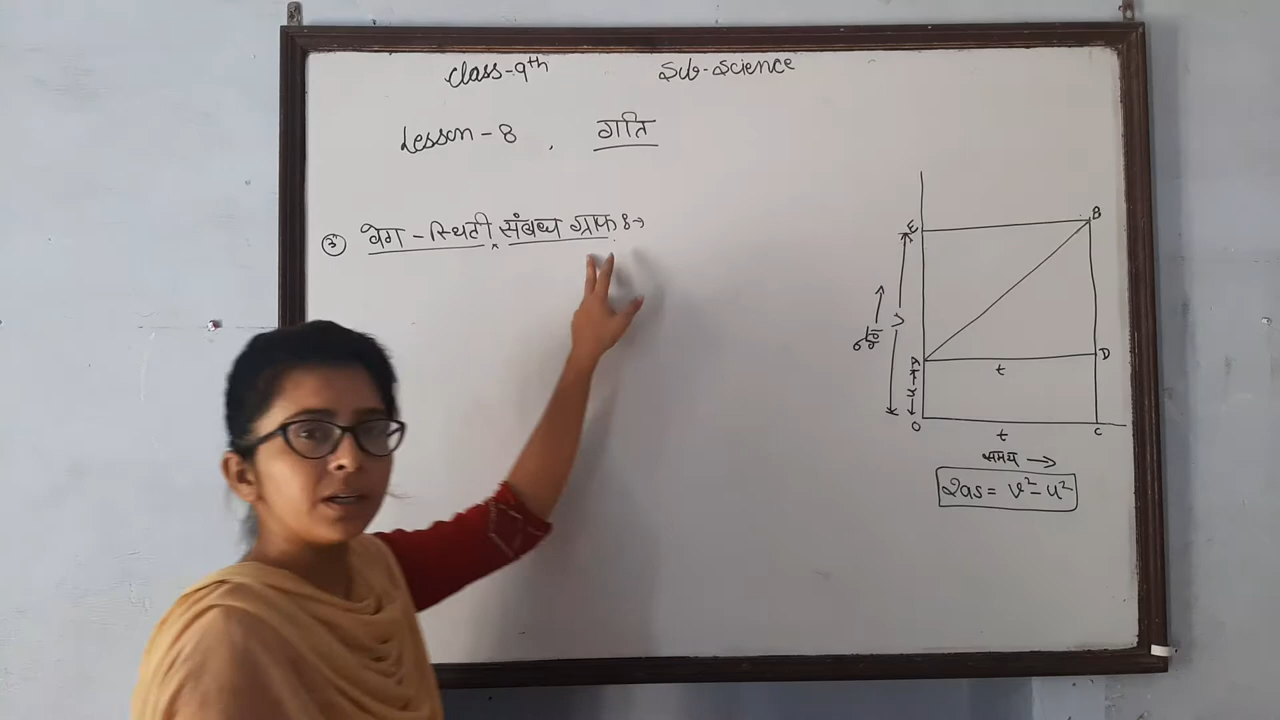 Class-9th Sub-Science
Lesson-8, गति
③ वेग-स्थिटी संबंध ग्राफ :→
E
B
वेग →
V
A
D
t
u
O
C
t
समय →
2as = v² - u²